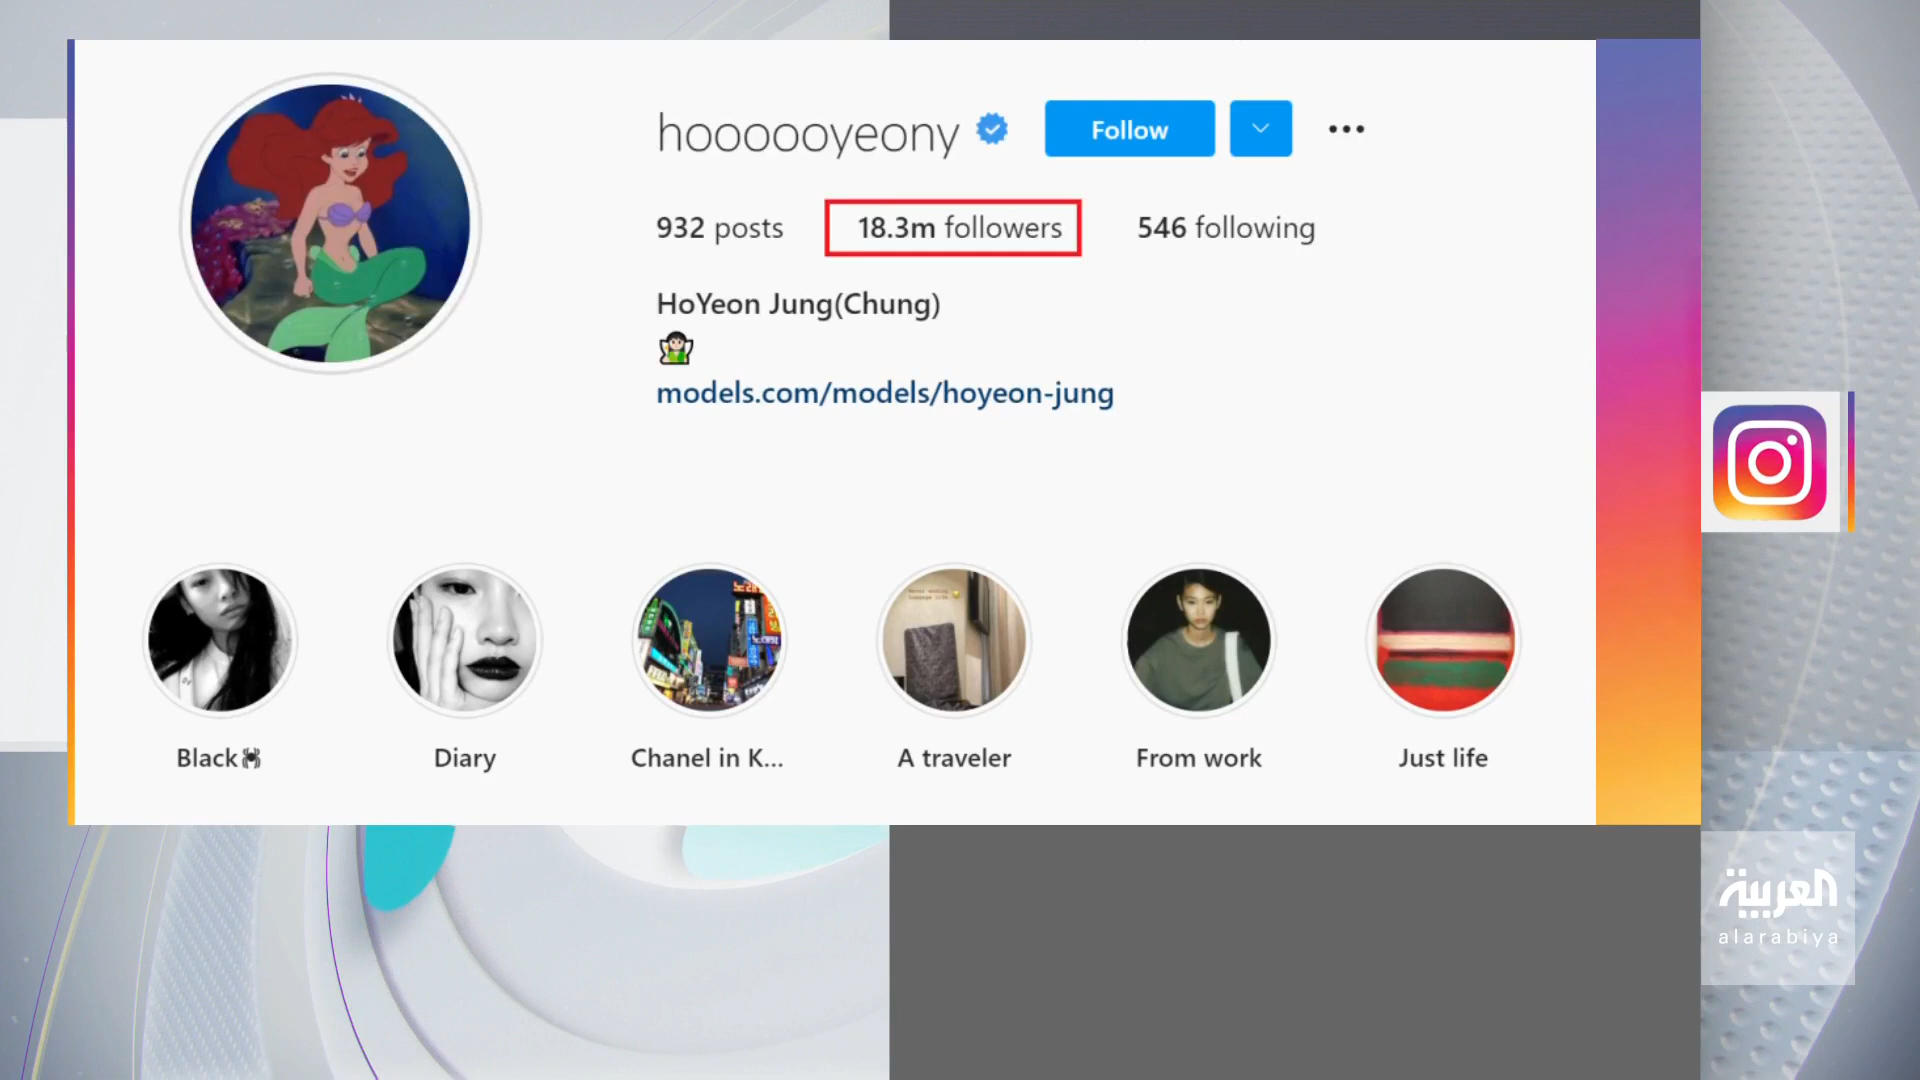 hoooooyeony
Follow
932 posts
18.3m followers
546 following
HoYeon Jung(Chung)
models.com/models/hoyeon-jung
Black
Diary
Chanel in K...
A traveler
From work
Just life
العربية
alarabiya